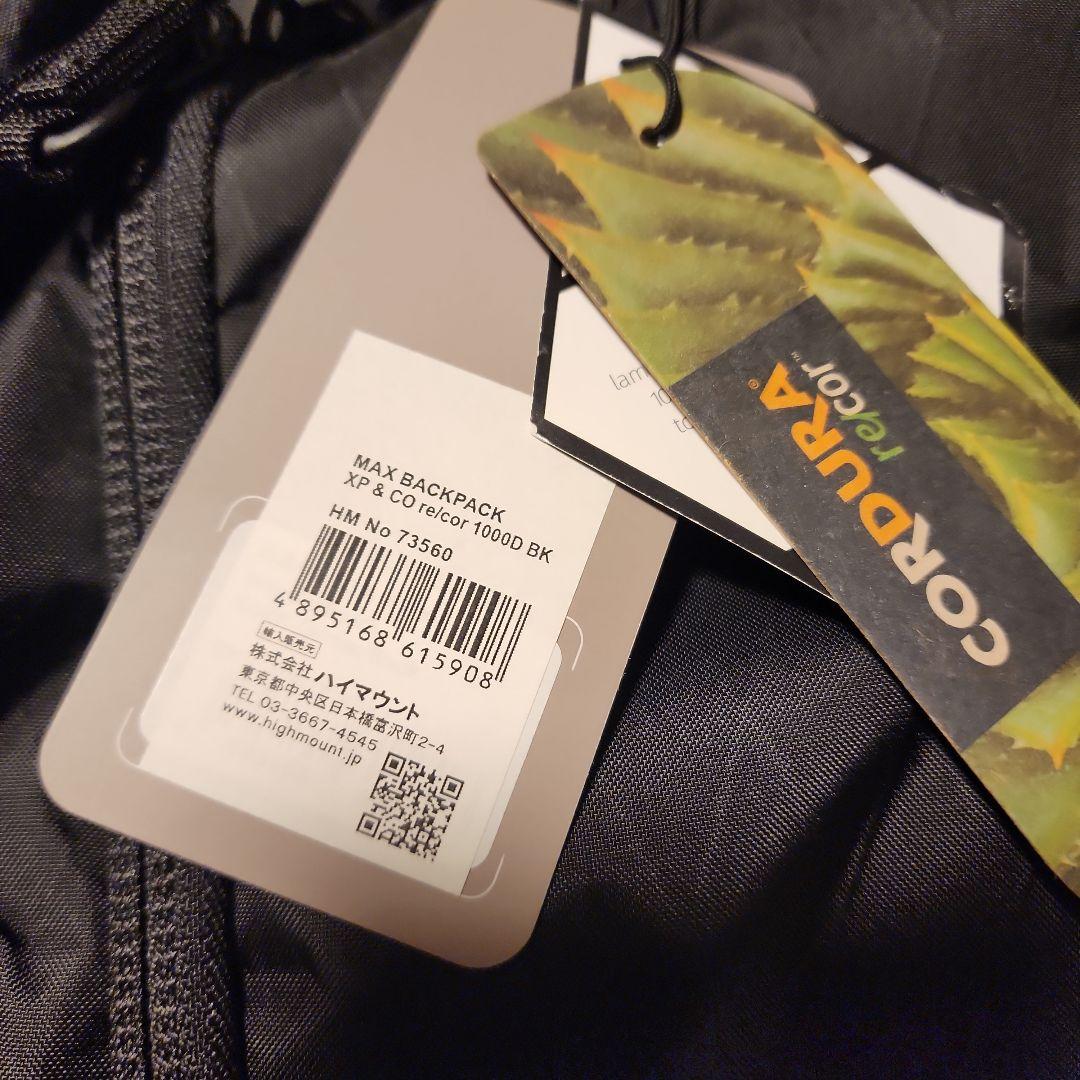 MAX BACKPACK
XP & CO re/cor 1000D BK
HM No 73560
4 895168 615908
輸入販売元
株式会社ハイマウント
東京都中央区日本橋富沢町2-4
TEL 03-3667-4545
www.highmount.jp
CORDURA®
re/cor™